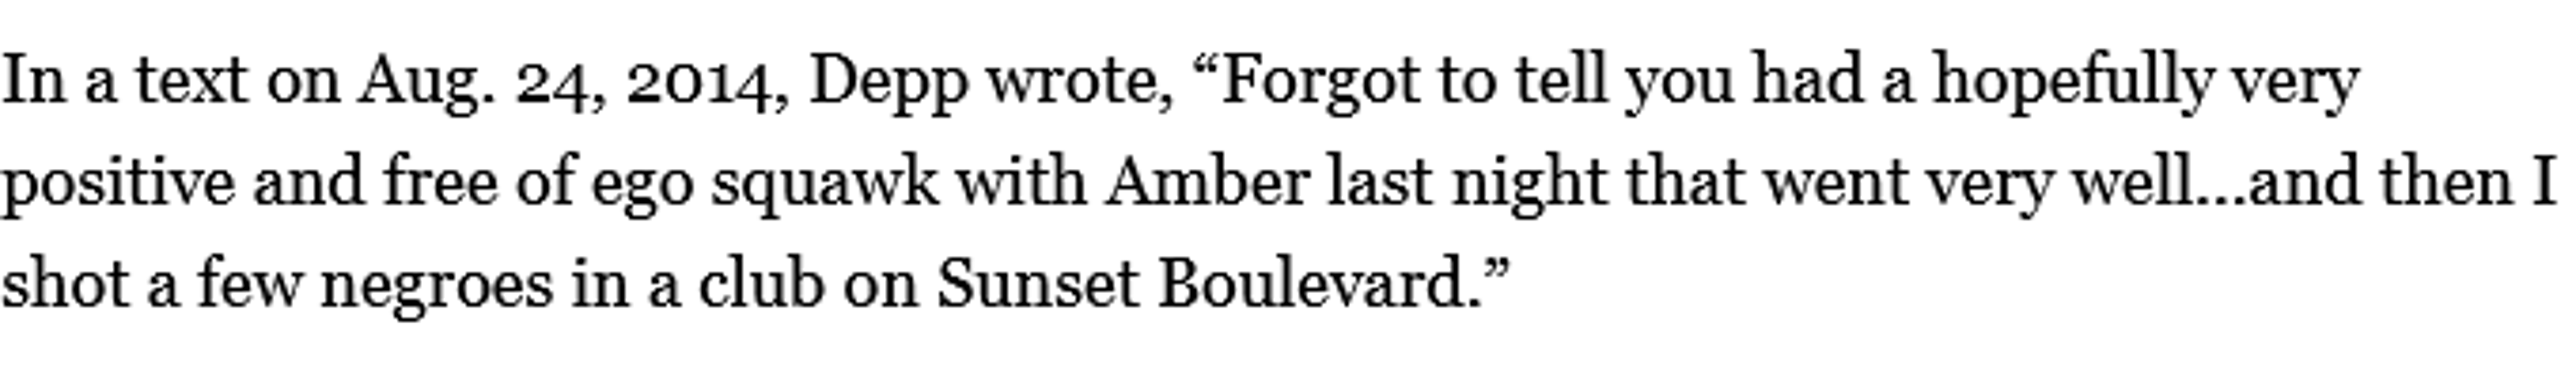 In a text on Aug. 24, 2014, Depp wrote, “Forgot to tell you had a hopefully very
positive and free of ego squawk with Amber last night that went very well...and then I
shot a few negroes in a club on Sunset Boulevard.”